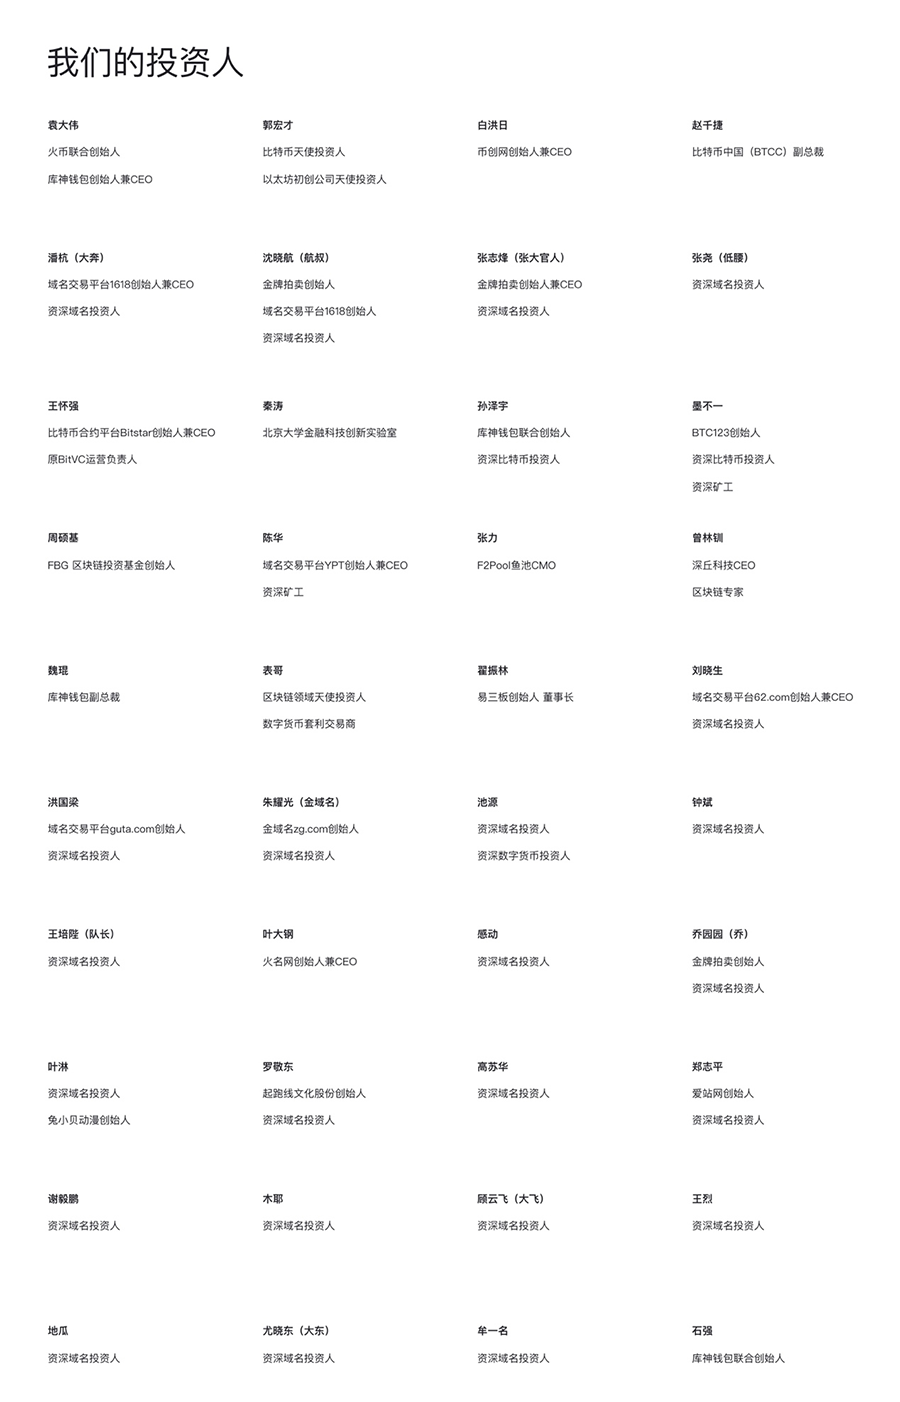 我们的投资人
袁大伟
火币联合创始人
库神钱包创始人兼CEO
郭宏才
比特币天使投资人
以太坊初创公司天使投资人
白洪日
币创网创始人兼CEO
赵千捷
比特币中国（BTCC）副总裁
潘杭（大奔）
域名交易平台1618创始人兼CEO
资深域名投资人
沈晓航（航叔）
金牌拍卖创始人
域名交易平台1618创始人
资深域名投资人
张志烽（张大官人）
金牌拍卖创始人兼CEO
资深域名投资人
张尧（低腰）
资深域名投资人
王怀强
比特币合约平台Bitstar创始人兼CEO
原BitVC运营负责人
秦涛
北京大学金融科技创新实验室
孙泽宇
库神钱包联合创始人
资深比特币投资人
墨不一
BTC123创始人
资深比特币投资人
资深矿工
周硕基
FBG 区块链投资基金创始人
陈华
域名交易平台YPT创始人兼CEO
资深矿工
张力
F2Pool鱼池CMO
曾林钏
深丘科技CEO
区块链专家
魏琨
库神钱包副总裁
表哥
区块链领域天使投资人
数字货币套利交易商
翟振林
易三板创始人 董事长
刘晓生
域名交易平台62.com创始人兼CEO
资深域名投资人
洪国梁
域名交易平台guta.com创始人
资深域名投资人
朱耀光（金域名）
金域名zg.com创始人
资深域名投资人
池源
资深域名投资人
资深数字货币投资人
钟斌
资深域名投资人
王培陛（队长）
资深域名投资人
叶大钢
火名网创始人兼CEO
感动
资深域名投资人
乔园园（乔）
金牌拍卖创始人
资深域名投资人
叶淋
资深域名投资人
兔小贝动漫创始人
罗敬东
起跑线文化股份创始人
资深域名投资人
高苏华
资深域名投资人
郑志平
爱站网创始人
资深域名投资人
谢毅鹏
资深域名投资人
木耶
资深域名投资人
顾云飞（大飞）
资深域名投资人
王烈
资深域名投资人
地瓜
资深域名投资人
尤晓东（大东）
资深域名投资人
牟一名
资深域名投资人
石强
库神钱包联合创始人